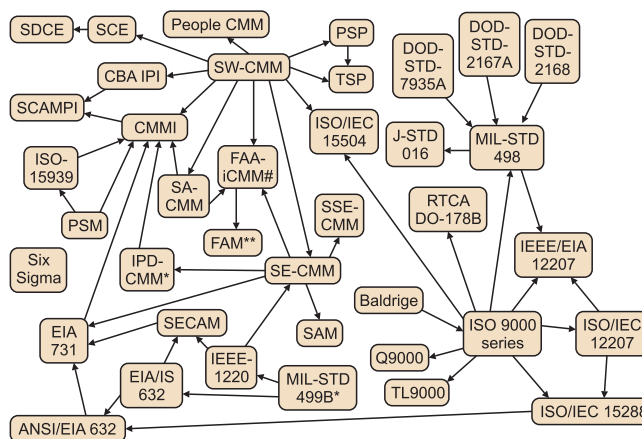 People CMM
SDCE
SCE
PSP
SW-CMM
TSP
CBA IPI
SCAMPI
CMMI
DOD-
STD-
7935A
DOD-
STD-
2167A
DOD-
STD-
2168
ISO/IEC
15504
J-STD
016
MIL-STD
498
ISO-
15939
FAA-
iCMM#
SA-
CMM
PSM
SSE-
CMM
RTCA
DO-178B
FAM**
IEEE/EIA
12207
Six
Sigma
IPD-
CMM*
SE-CMM
Baldrige
SAM
ISO 9000
series
ISO/IEC
12207
EIA
731
SECAM
IEEE-
1220
Q9000
EIA/IS
632
MIL-STD
499B*
TL9000
ANSI/EIA 632
ISO/IEC 15288